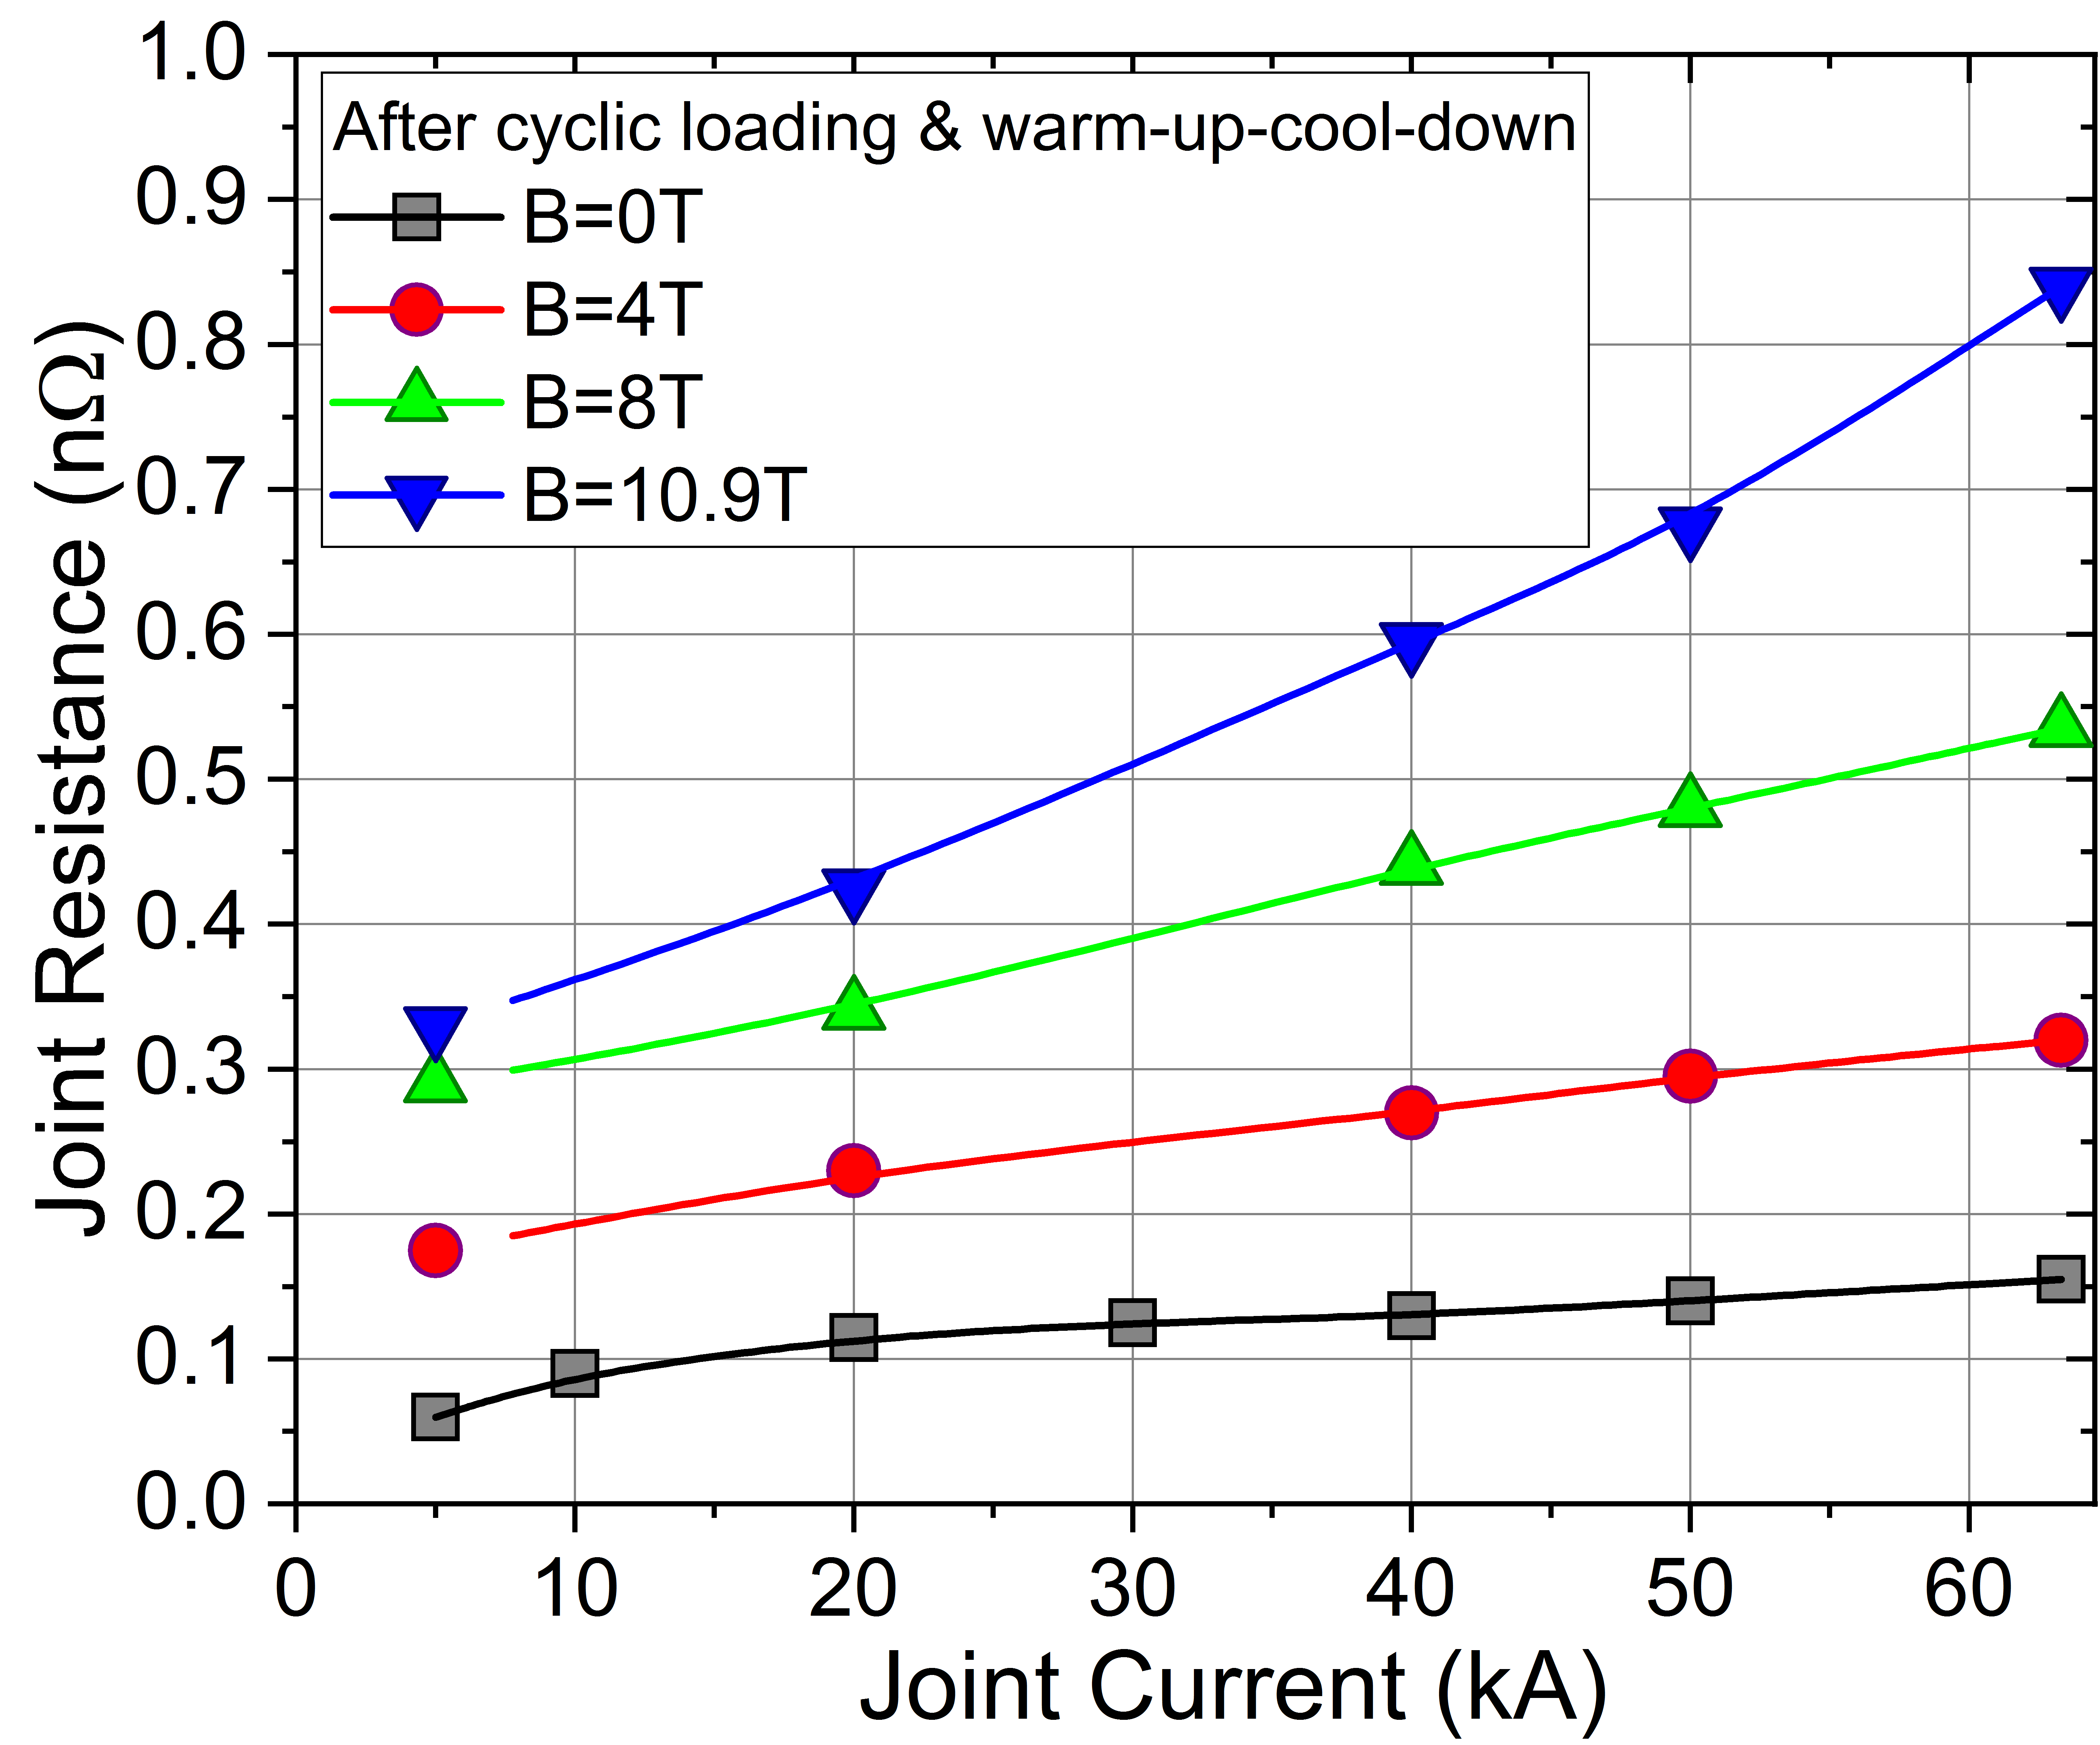 1.0
0.9
0.8
0.7
0.6
0.5
0.4
0.3
0.2
0.1
0.0
Joint Resistance (nΩ)
After cyclic loading & warm-up-cool-down
B=0T
B=4T
B=8T
B=10.9T
0 10 20 30 40 50 60
Joint Current (kA)